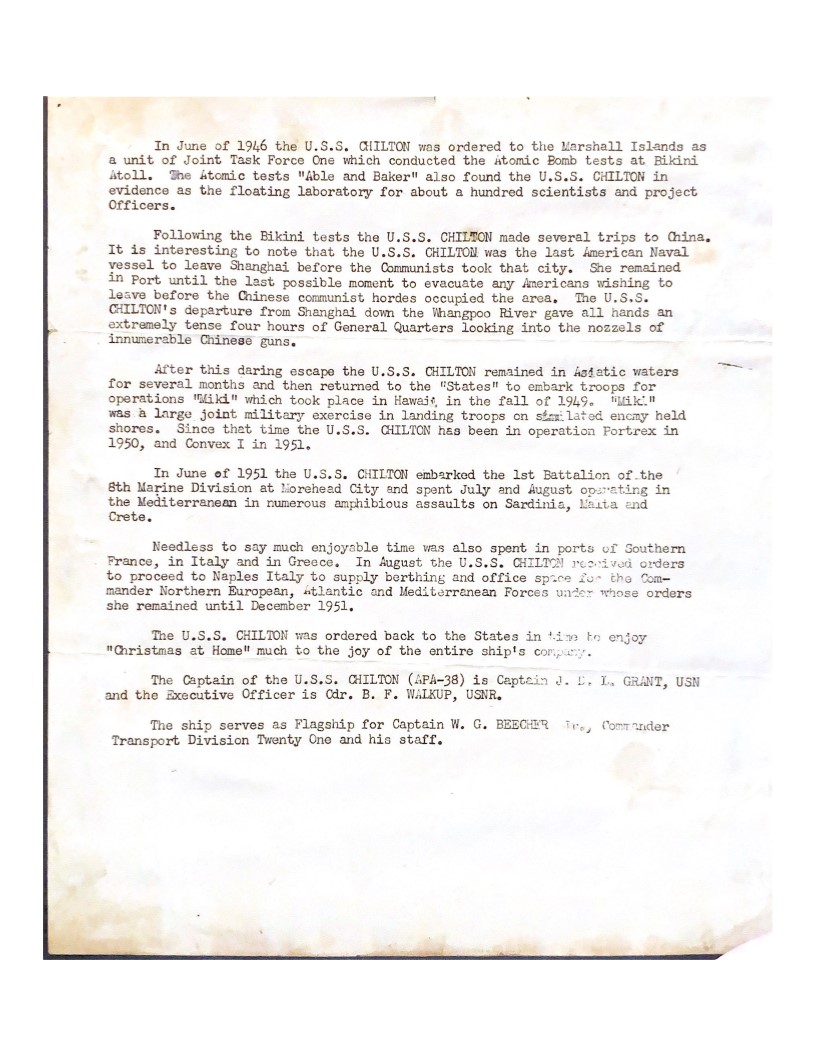 In June of 1946 the U.S.S. CHILTON was ordered to the Marshall Islands as
a unit of Joint Task Force One which conducted the Atomic Bomb tests at Bikini
Atoll. The Atomic tests "Able and Baker" also found the U.S.S. CHILTON in
evidence as the floating laboratory for about a hundred scientists and project
Officers.
Following the Bikini tests the U.S.S. CHILTON made several trips to China.
It is interesting to note that the U.S.S. CHILTON was the last American Naval
vessel to leave Shanghai before the Communists took that city. She remained
in Port until the last possible moment to evacuate any Americans wishing to
leave before the Chinese communist hordes occupied the area. The U.S.S.
CHILTON's departure from Shanghai down the Whangpoo River gave all hands an
extremely tense four hours of General Quarters looking into the nozzels of
innumerable Chinese guns.
After this daring escape the U.S.S. CHILTON remained in Asiatic waters
for several months and then returned to the "States" to embark troops for
operations "Miki" which took place in Hawaii, in the fall of 1949. "Miki"
was a large joint military exercise in landing troops on similated enemy held
shores. Since that time the U.S.S. CHILTON has been in operation Portrex in
1950, and Convex I in 1951.
In June of 1951 the U.S.S. CHILTON embarked the 1st Battalion of the
8th Marine Division at Morehead City and spent July and August operating in
the Mediterranean in numerous amphibious assaults on Sardinia, Malta and
Crete.
Needless to say much enjoyable time was also spent in ports of Southern
France, in Italy and in Greece. In August the U.S.S. CHILTON received orders
to proceed to Naples Italy to supply berthing and office space for the Com-
mander Northern European, Atlantic and Mediterranean Forces under whose orders
she remained until December 1951.
The U.S.S. CHILTON was ordered back to the States in time to enjoy
"Christmas at Home" much to the joy of the entire ship's company.
The Captain of the U.S.S. CHILTON (APA-38) is Captain J. L. GRANT, USN
and the Executive Officer is Cdr. B. F. WALKUP, USNR.
The ship serves as Flagship for Captain W. G. BEECHER Jr., Commander
Transport Division Twenty One and his staff.